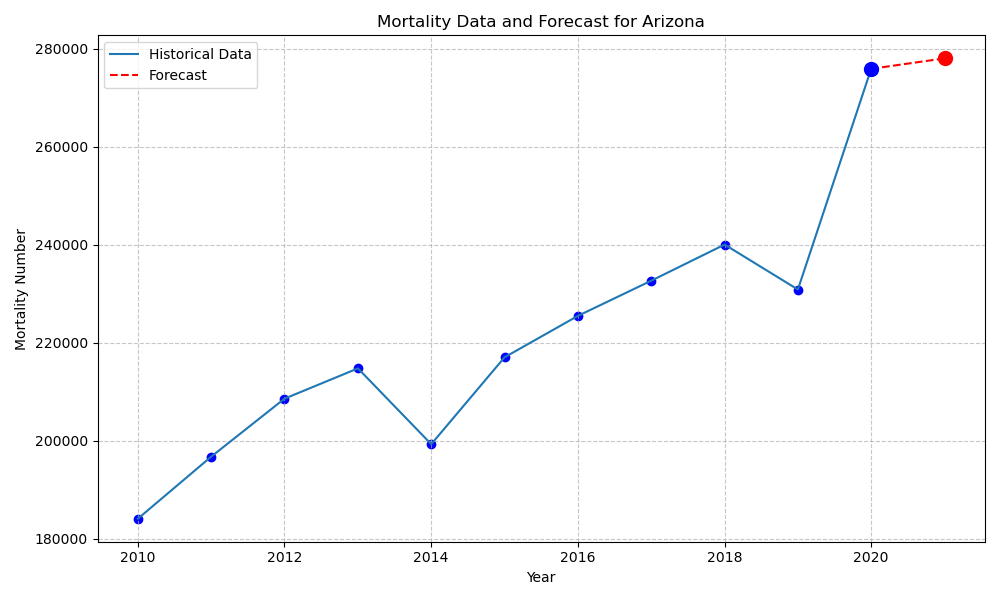 Mortality Data and Forecast for Arizona
Historical Data
Forecast
280000
260000
240000
220000
200000
180000
Mortality Number
2010 2012 2014 2016 2018 2020
Year